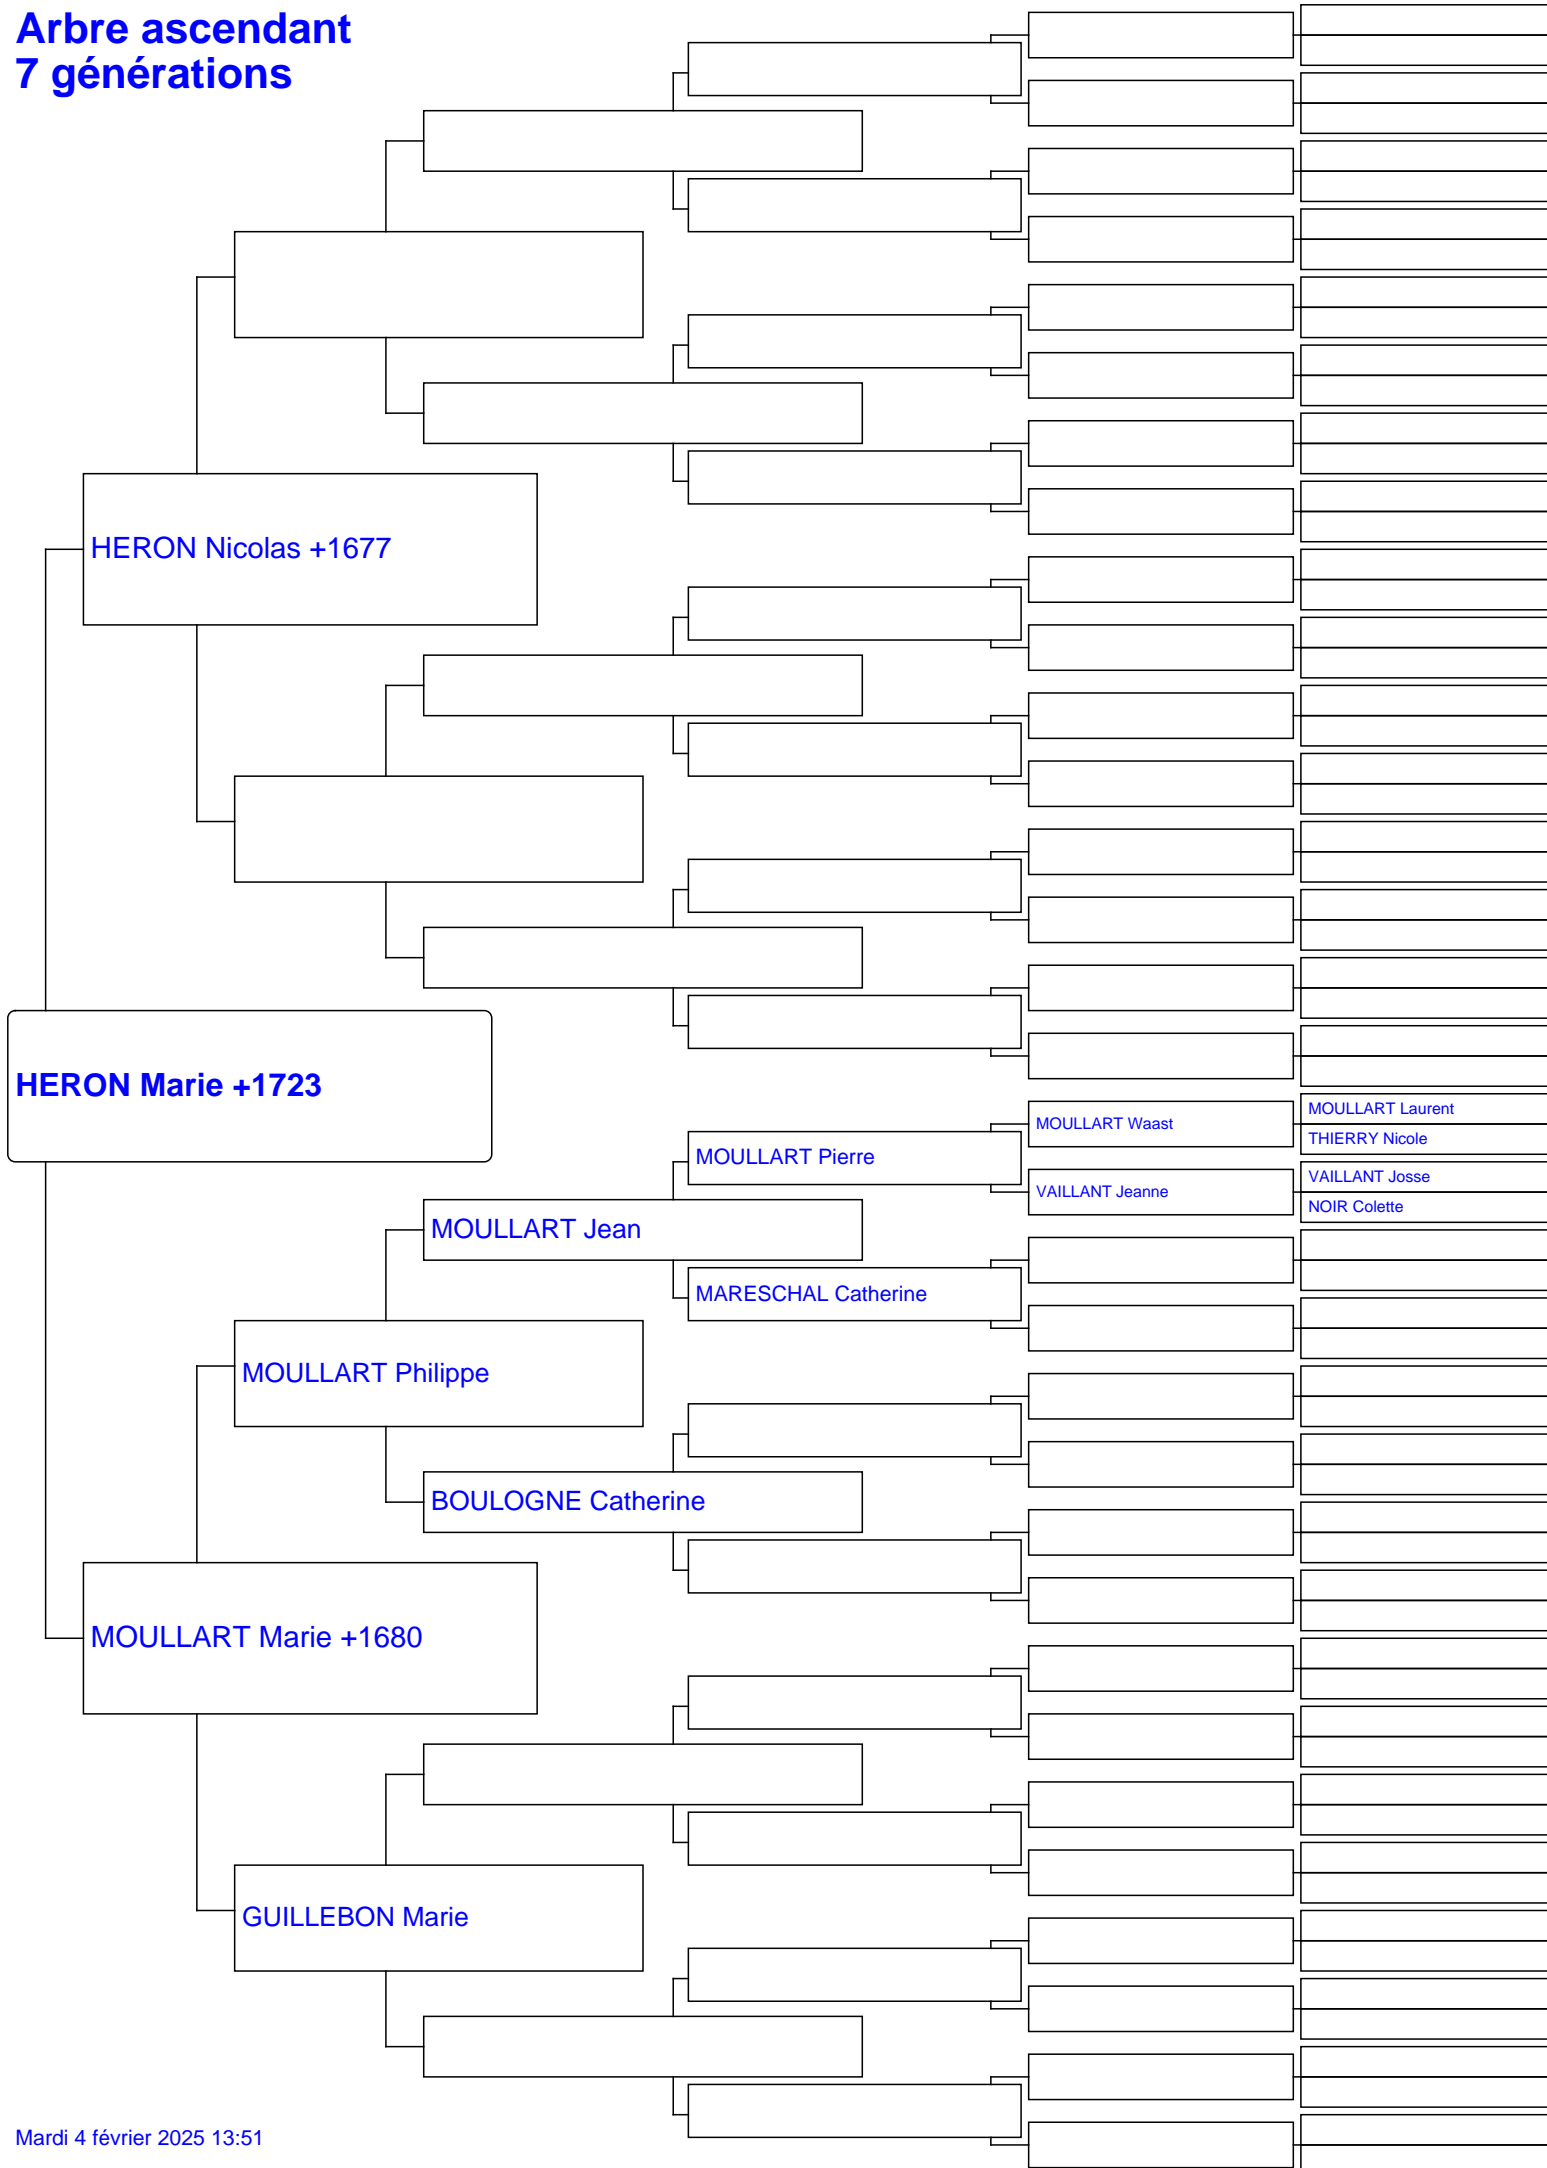 Arbre ascendant
7 générations
HERON Nicolas +1677
HERON Marie +1723
MOULLART Laurent
MOULLART Waast
THIERRY Nicole
MOULLART Pierre
VAILLANT Josse
VAILLANT Jeanne
NOIR Colette
MOULLART Jean
MARESCHAL Catherine
MOULLART Philippe
BOULOGNE Catherine
MOULLART Marie +1680
GUILLEBON Marie
Mardi 4 février 2025 13:51